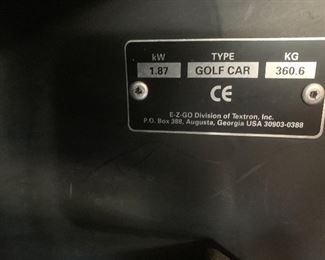 kW TYPE KG
1.87 GOLF CAR 360.6
CE
E-Z-GO Division of Textron, Inc.
P.O. Box 388, Augusta, Georgia USA 30903-0388